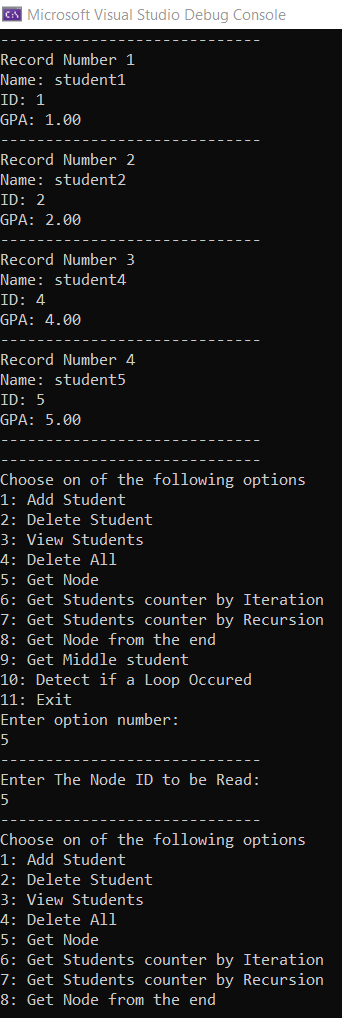 Microsoft Visual Studio Debug Console
-----------------------------
Record Number 1
Name: student1
ID: 1
GPA: 1.00
-----------------------------
Record Number 2
Name: student2
ID: 2
GPA: 2.00
-----------------------------
Record Number 3
Name: student4
ID: 4
GPA: 4.00
-----------------------------
Record Number 4
Name: student5
ID: 5
GPA: 5.00
-----------------------------
-----------------------------
Choose on of the following options
1: Add Student
2: Delete Student
3: View Students
4: Delete All
5: Get Node
6: Get Students counter by Iteration
7: Get Students counter by Recursion
8: Get Node from the end
9: Get Middle student
10: Detect if a Loop Occured
11: Exit
Enter option number:
5
-----------------------------
Enter The Node ID to be Read:
5
-----------------------------
Choose on of the following options
1: Add Student
2: Delete Student
3: View Students
4: Delete All
5: Get Node
6: Get Students counter by Iteration
7: Get Students counter by Recursion
8: Get Node from the end